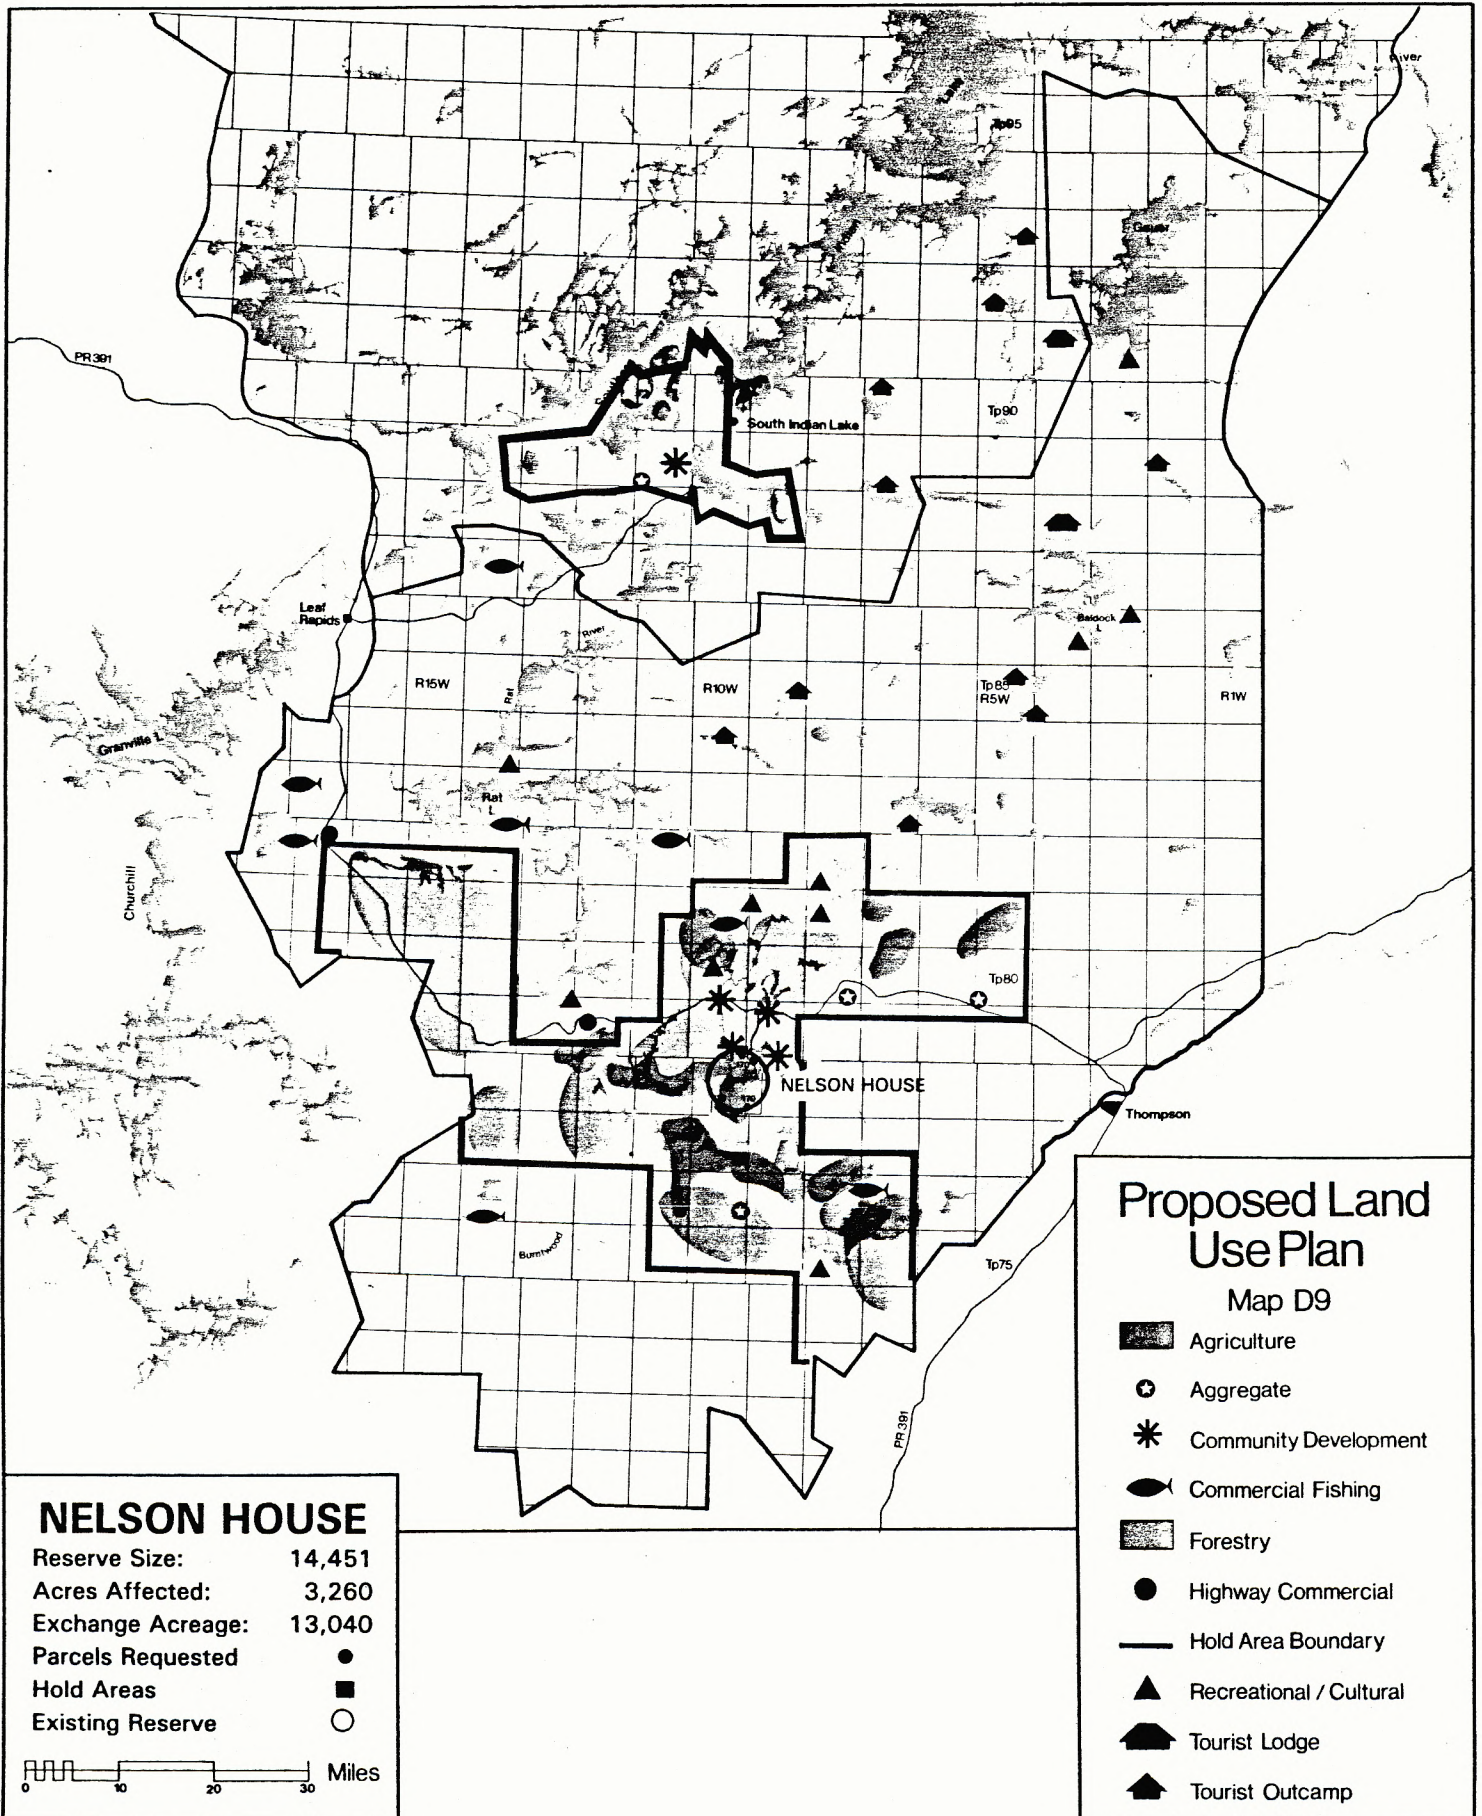 River
Lake
Gauer
PR 391
Tp90
South Indian Lake
Leaf
Rapids
River
Rat
Baldock
L
R15W
R10W
Tp85
R5W
R1W
Granville L
Rat
L
Churchill
Tp80
NELSON HOUSE
Thompson
Burntwood
Tp75
PR 391
Proposed Land
Use Plan
Map D9
Agriculture
Aggregate
Community Development
Commercial Fishing
Forestry
Highway Commercial
Hold Area Boundary
Recreational / Cultural
Tourist Lodge
Tourist Outcamp
NELSON HOUSE
Reserve Size: 14,451
Acres Affected: 3,260
Exchange Acreage: 13,040
Parcels Requested
Hold Areas
Existing Reserve
Miles
0 10 20 30